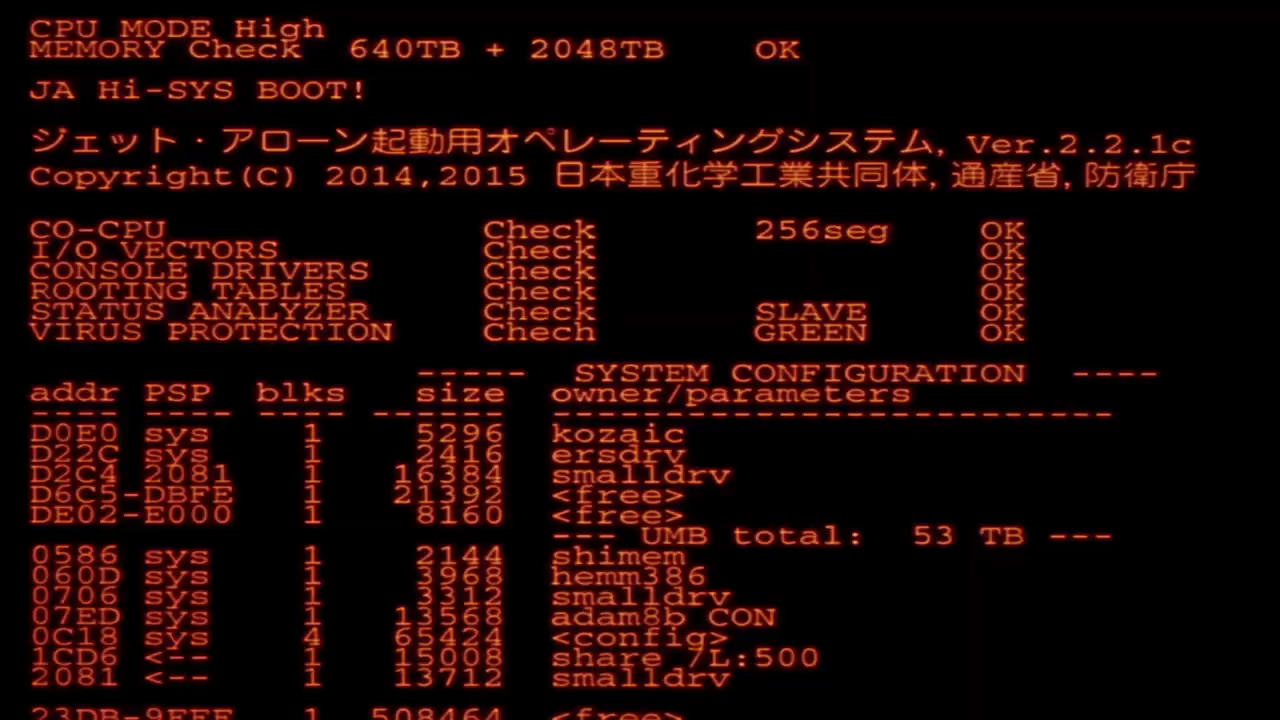 CPU MODE High
MEMORY Check 640TB + 2048TB OK
JA Hi-SYS BOOT!
ジェット・アローン起動用オペレーティングシステム, Ver.2.2.1c
Copyright(C) 2014,2015 日本重化学工業共同体, 通産省, 防衛庁
CO-CPU Check 256seg OK
I/O VECTORS Check OK
CONSOLE DRIVERS Check OK
ROOTING TABLES Check OK
STATUS ANALYZER Check SLAVE OK
VIRUS PROTECTION Chech GREEN OK
----- SYSTEM CONFIGURATION ----
addr PSP blks size owner/parameters
---- ---- ---- ------ -------------------------
D0E0 sys 1 5296 kozaic
D22C sys 1 2416 ersdrv
D2C4 2081 1 16384 smalldrv
D6C5-DBFE 1 21392 <free>
DE02-E000 1 8160 <free>
--- UMB total: 53 TB ---
0586 sys 1 2144 shimem
060D sys 1 3968 hemm386
0706 sys 1 3312 smalldrv
07ED sys 1 13568 adam8b CON
0C18 sys 4 65424 <config>
1CD6 <-- 1 15008 share /L:500
2081 <-- 1 13712 smalldrv
23DB-9FFF 1 508464 <free>